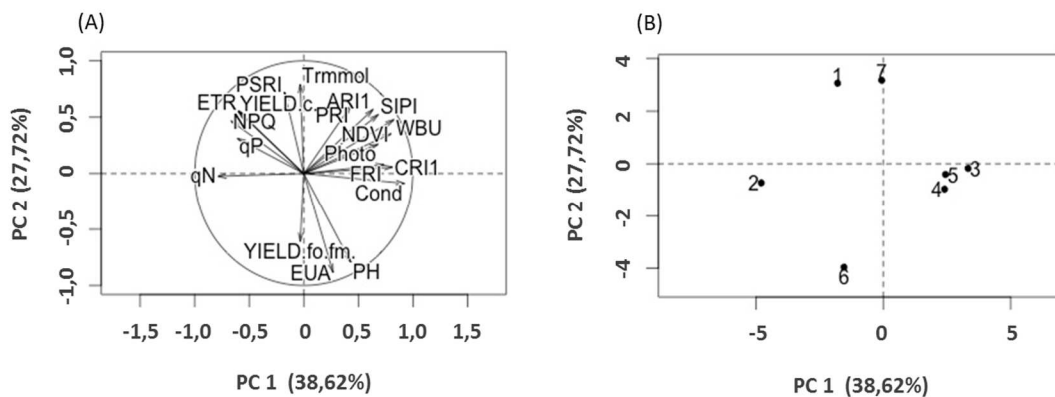 (A)
PC 2 (27,72%)
1,0
0,5
0
-0,5
-1,0
Trmmol
PSRI.
ETR
YIELD.c.
ARI1
SIPI
PRI
NPQ
NDVI
WBU
qP
Photo
CRI1
qN
FRI
Cond
YIELD.fo.fm.
EUA
PH
-1,5 -1,0 -0,5 0 0,5 1,0 1,5
PC 1 (38,62%)
(B)
PC 2 (27,72%)
4
2
0
-2
-4
1
7
2
5
3
4
6
-5 0 5
PC 1 (38,62%)